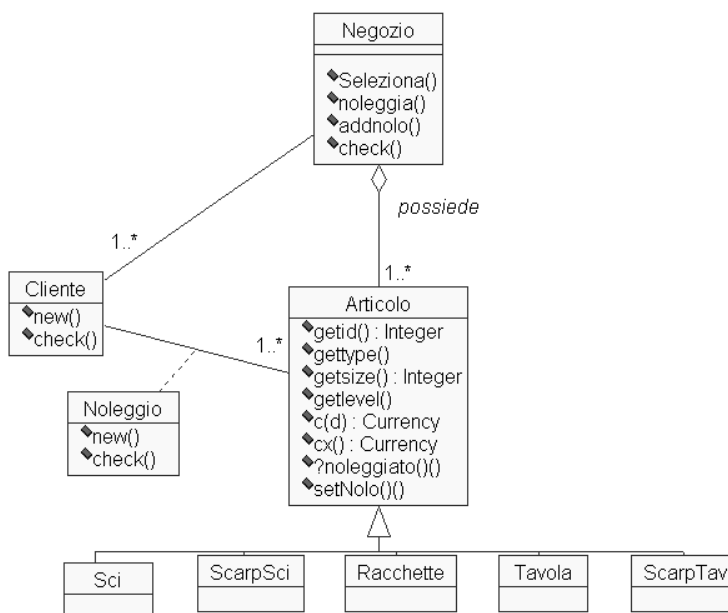 Negozio
Seleziona()
noleggia()
addnolo()
check()
possiede
1..*
1..*
Cliente
new()
check()
1..*
Articolo
getid() : Integer
gettype()
getsize() : Integer
getlevel()
c(d) : Currency
cx() : Currency
?noleggiato()()
setNolo()()
Noleggio
new()
check()
Sci
ScarpSci
Racchette
Tavola
ScarpTav